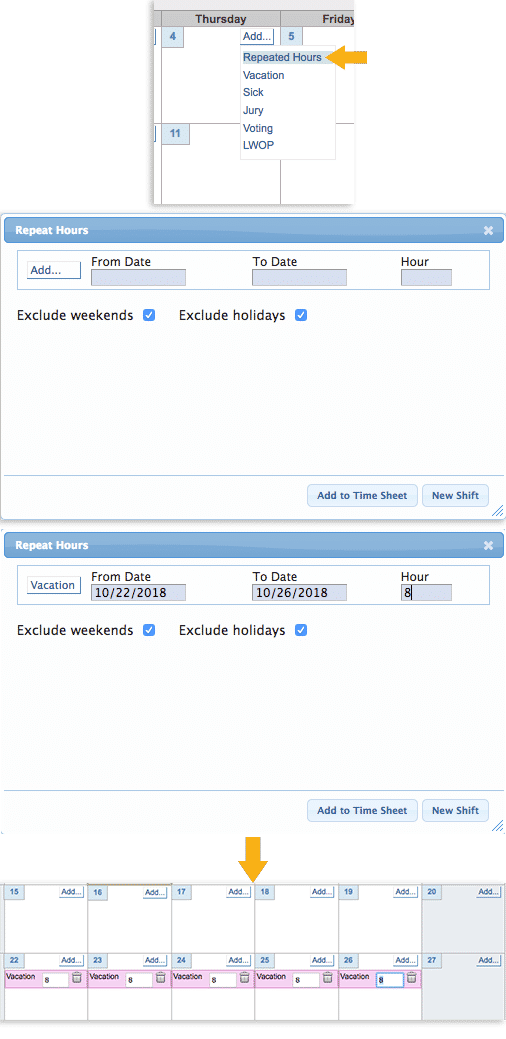 Thursday Friday
4 Add... 5
Repeated Hours
Vacation
Sick
Jury
11
Voting
LWOP
Repeat Hours
From Date To Date Hour
Add...
Exclude weekends Exclude holidays
Add to Time Sheet New Shift
Repeat Hours
From Date To Date Hour
Vacation 10/22/2018 10/26/2018 8
Exclude weekends Exclude holidays
Add to Time Sheet New Shift
15 Add... 16 Add... 17 Add... 18 Add... 19 Add... 20 Add...
22 Add... 23 Add... 24 Add... 25 Add... 26 Add... 27 Add...
Vacation 8 Vacation 8 Vacation 8 Vacation 8 Vacation 8